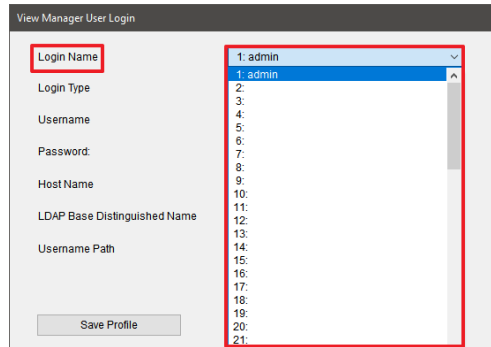 View Manager User Login
Login Name
1: admin
1: admin
Login Type
2:
3:
Username
4:
5:
6:
Password:
7:
8:
Host Name
9:
10:
11:
LDAP Base Distinguished Name
12:
13:
Username Path
14:
15:
16:
17:
18:
Save Profile
19:
20:
21: